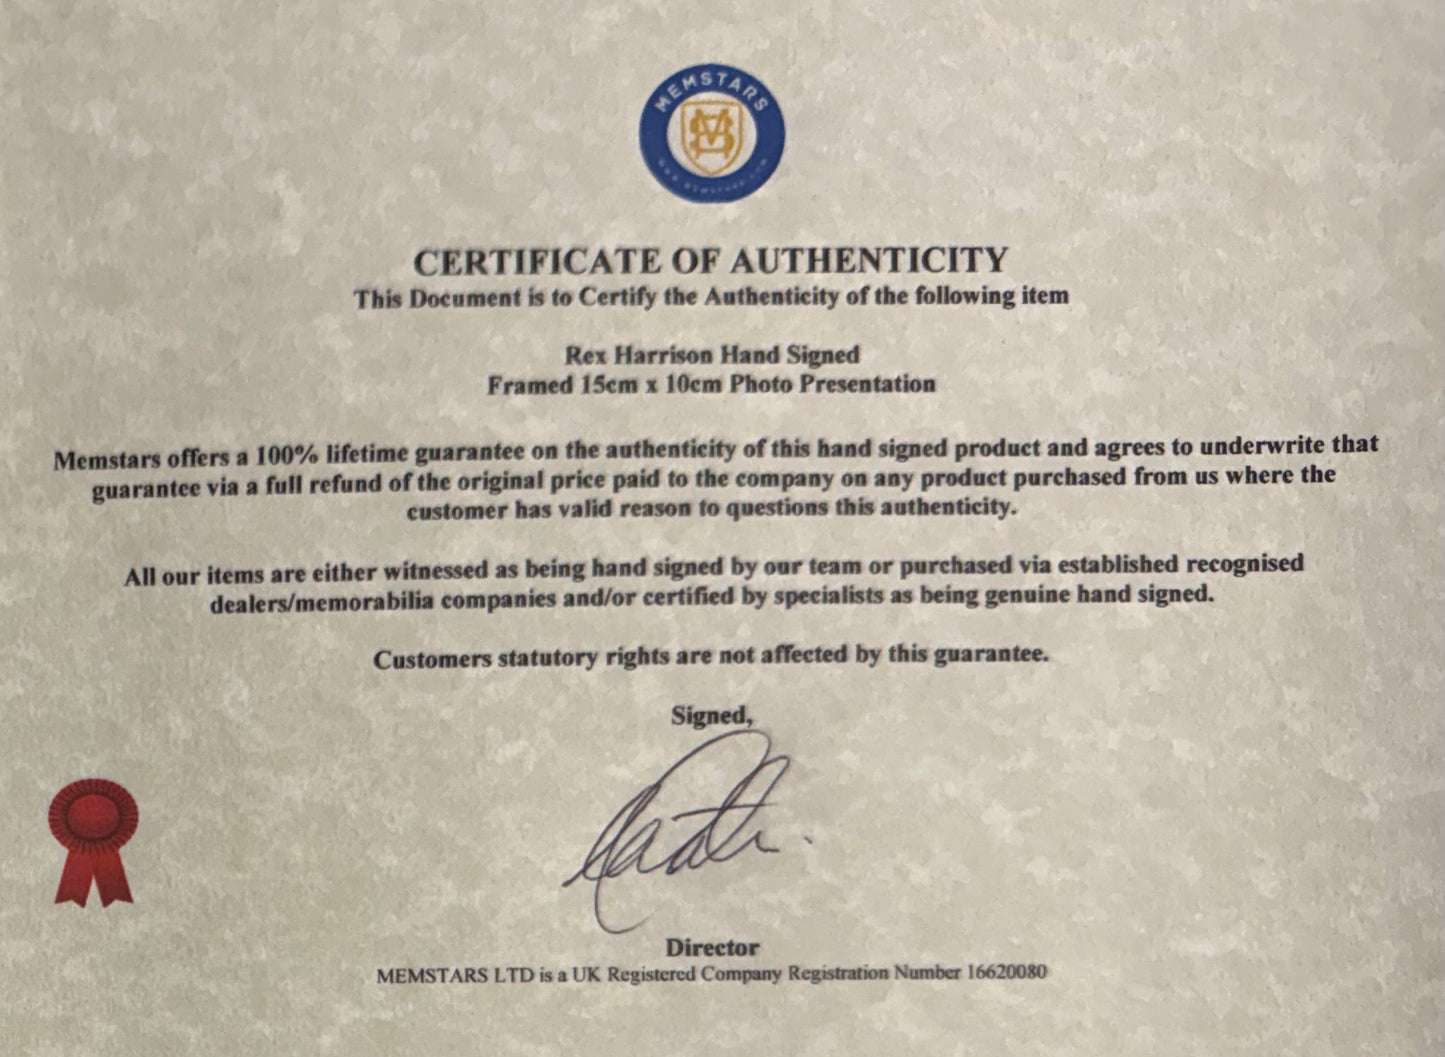 MEMSTARS
CERTIFICATE OF AUTHENTICITY
This Document is to Certify the Authenticity of the following item
Rex Harrison Hand Signed
Framed 15cm x 10cm Photo Presentation
Memstars offers a 100% lifetime guarantee on the authenticity of this hand signed product and agrees to underwrite that
guarantee via a full refund of the original price paid to the company on any product purchased from us where the
customer has valid reason to questions this authenticity.
All our items are either witnessed as being hand signed by our team or purchased via established recognised
dealers/memorabilia companies and/or certified by specialists as being genuine hand signed.
Customers statutory rights are not affected by this guarantee.
Signed,
Director
MEMSTARS LTD is a UK Registered Company Registration Number 16620080